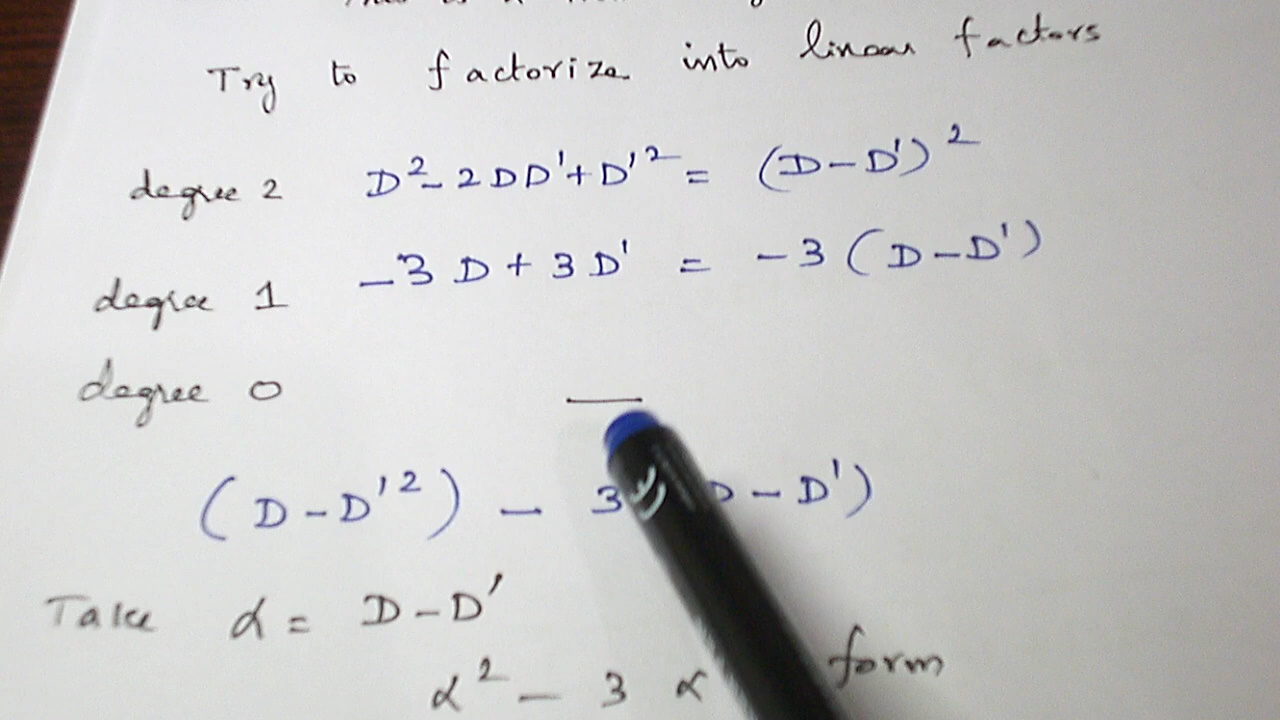 Try to factorize into linear factors
degree 2 D² - 2DD' + D'² = (D - D')²
degree 1 -3D + 3D' = -3(D - D')
degree 0 —
(D - D'²) - 3 D - D')
Take α = D - D'
α² - 3α form